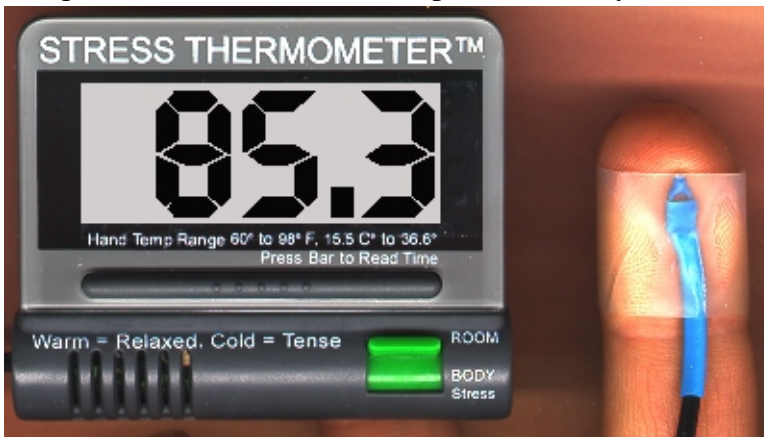 STRESS THERMOMETER™
85.3
Hand Temp Range 60° to 98° F, 15.5 C° to 36.6°
Press Bar to Read Time
Warm = Relaxed. Cold = Tense
ROOM
BODY
Stress